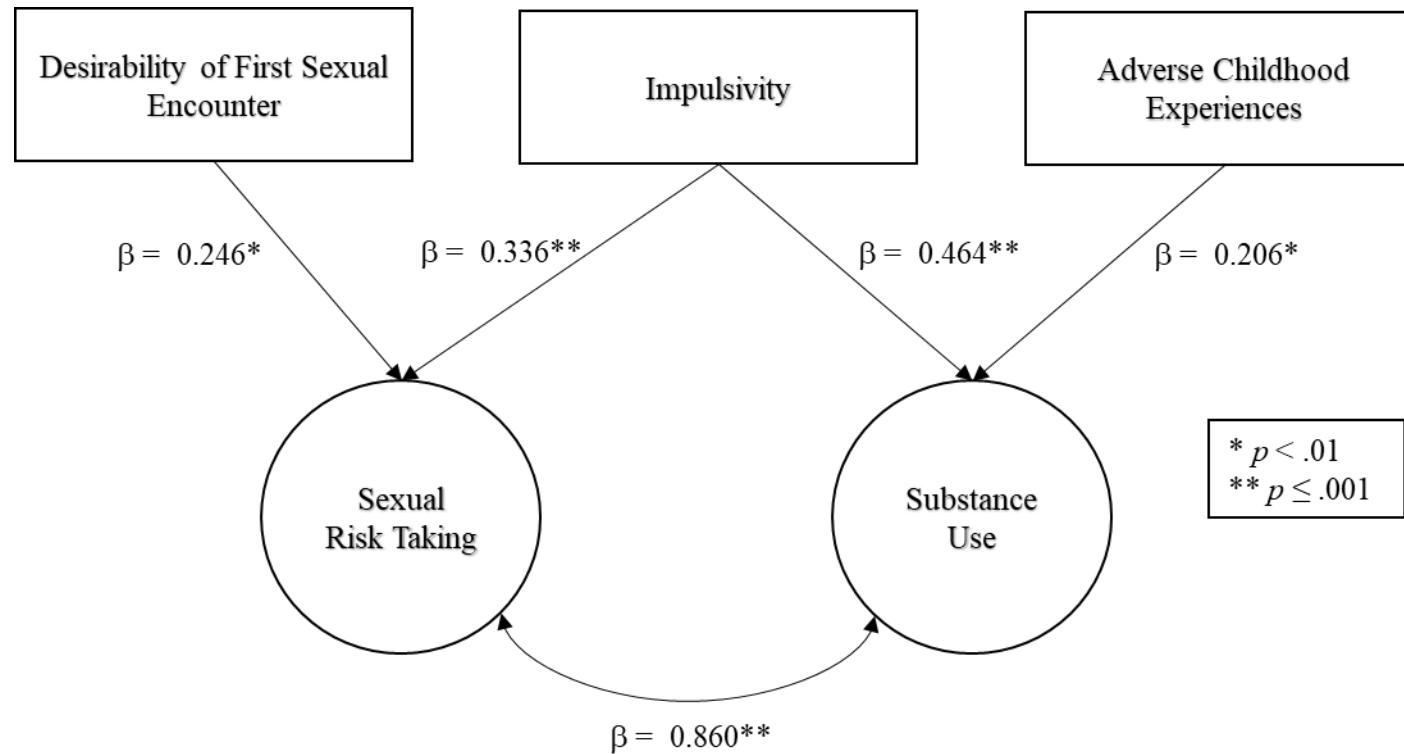 Desirability of First Sexual
Encounter
Impulsivity
Adverse Childhood
Experiences
β = 0.246*
β = 0.336**
β = 0.464**
β = 0.206*
Sexual
Risk Taking
Substance
Use
* p < .01
** p ≤ .001
β = 0.860**